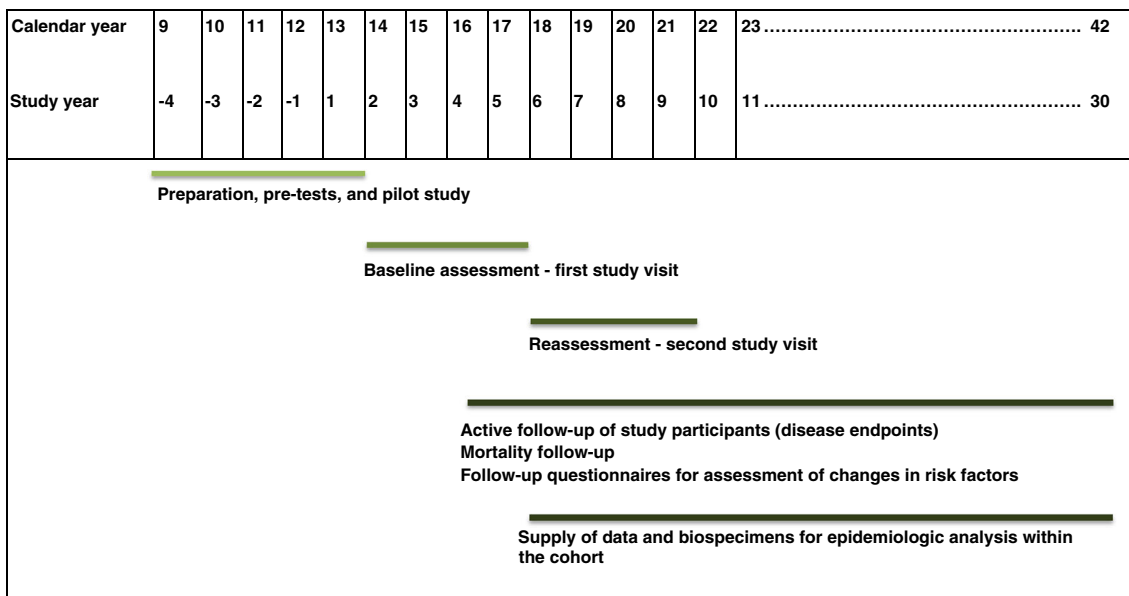 Calendar year 9 10 11 12 13 14 15 16 17 18 19 20 21 22 23 ........................................................ 42
Study year -4 -3 -2 -1 1 2 3 4 5 6 7 8 9 10 11 ........................................................ 30
Preparation, pre-tests, and pilot study
Baseline assessment - first study visit
Reassessment - second study visit
Active follow-up of study participants (disease endpoints)
Mortality follow-up
Follow-up questionnaires for assessment of changes in risk factors
Supply of data and biospecimens for epidemiologic analysis within
the cohort